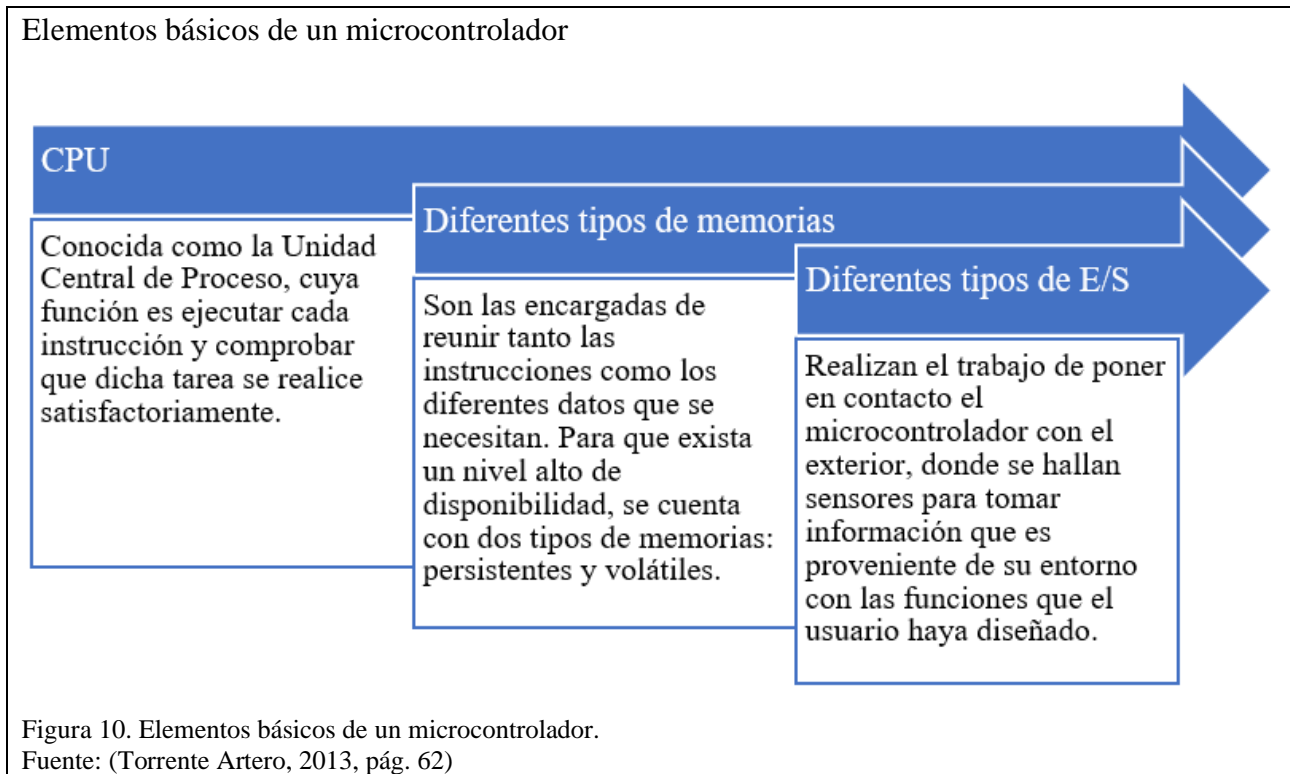 Elementos básicos de un microcontrolador
CPU
Conocida como la Unidad
Central de Proceso, cuya
función es ejecutar cada
instrucción y comprobar
que dicha tarea se realice
satisfactoriamente.
Diferentes tipos de memorias
Son las encargadas de
reunir tanto las
instrucciones como los
diferentes datos que se
necesitan. Para que exista
un nivel alto de
disponibilidad, se cuenta
con dos tipos de memorias:
persistentes y volátiles.
Diferentes tipos de E/S
Realizan el trabajo de poner
en contacto el
microcontrolador con el
exterior, donde se hallan
sensores para tomar
información que es
proveniente de su entorno
con las funciones que el
usuario haya diseñado.
Figura 10. Elementos básicos de un microcontrolador.
Fuente: (Torrente Artero, 2013, pág. 62)